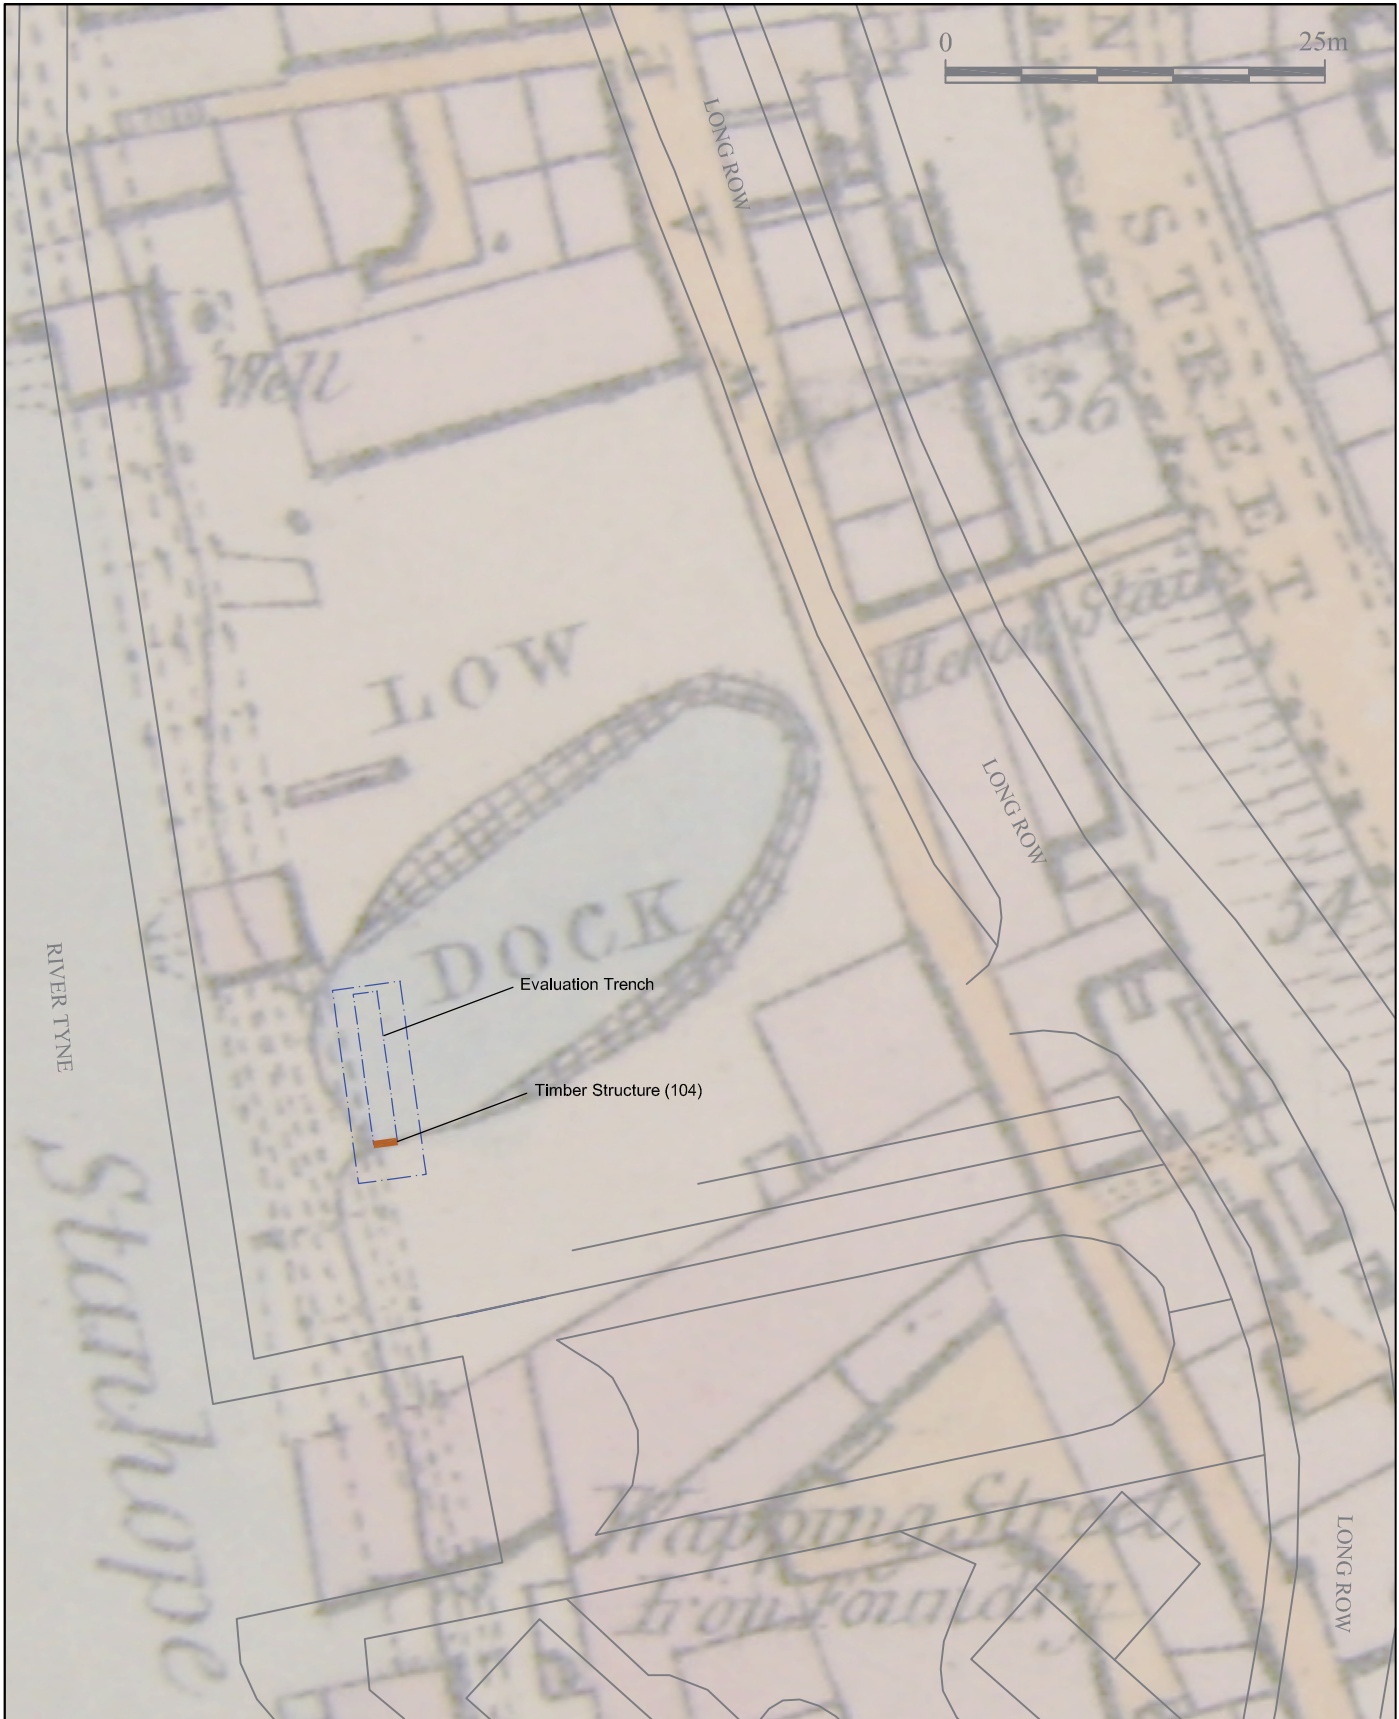 0 25m
LONG ROW
Well
STREET
36
Heron
LOW
LONG ROW
DOCK
Evaluation Trench
RIVER TYNE
Timber Structure (104)
Stanhope
Wapping Street
Iron Foundry
LONG ROW